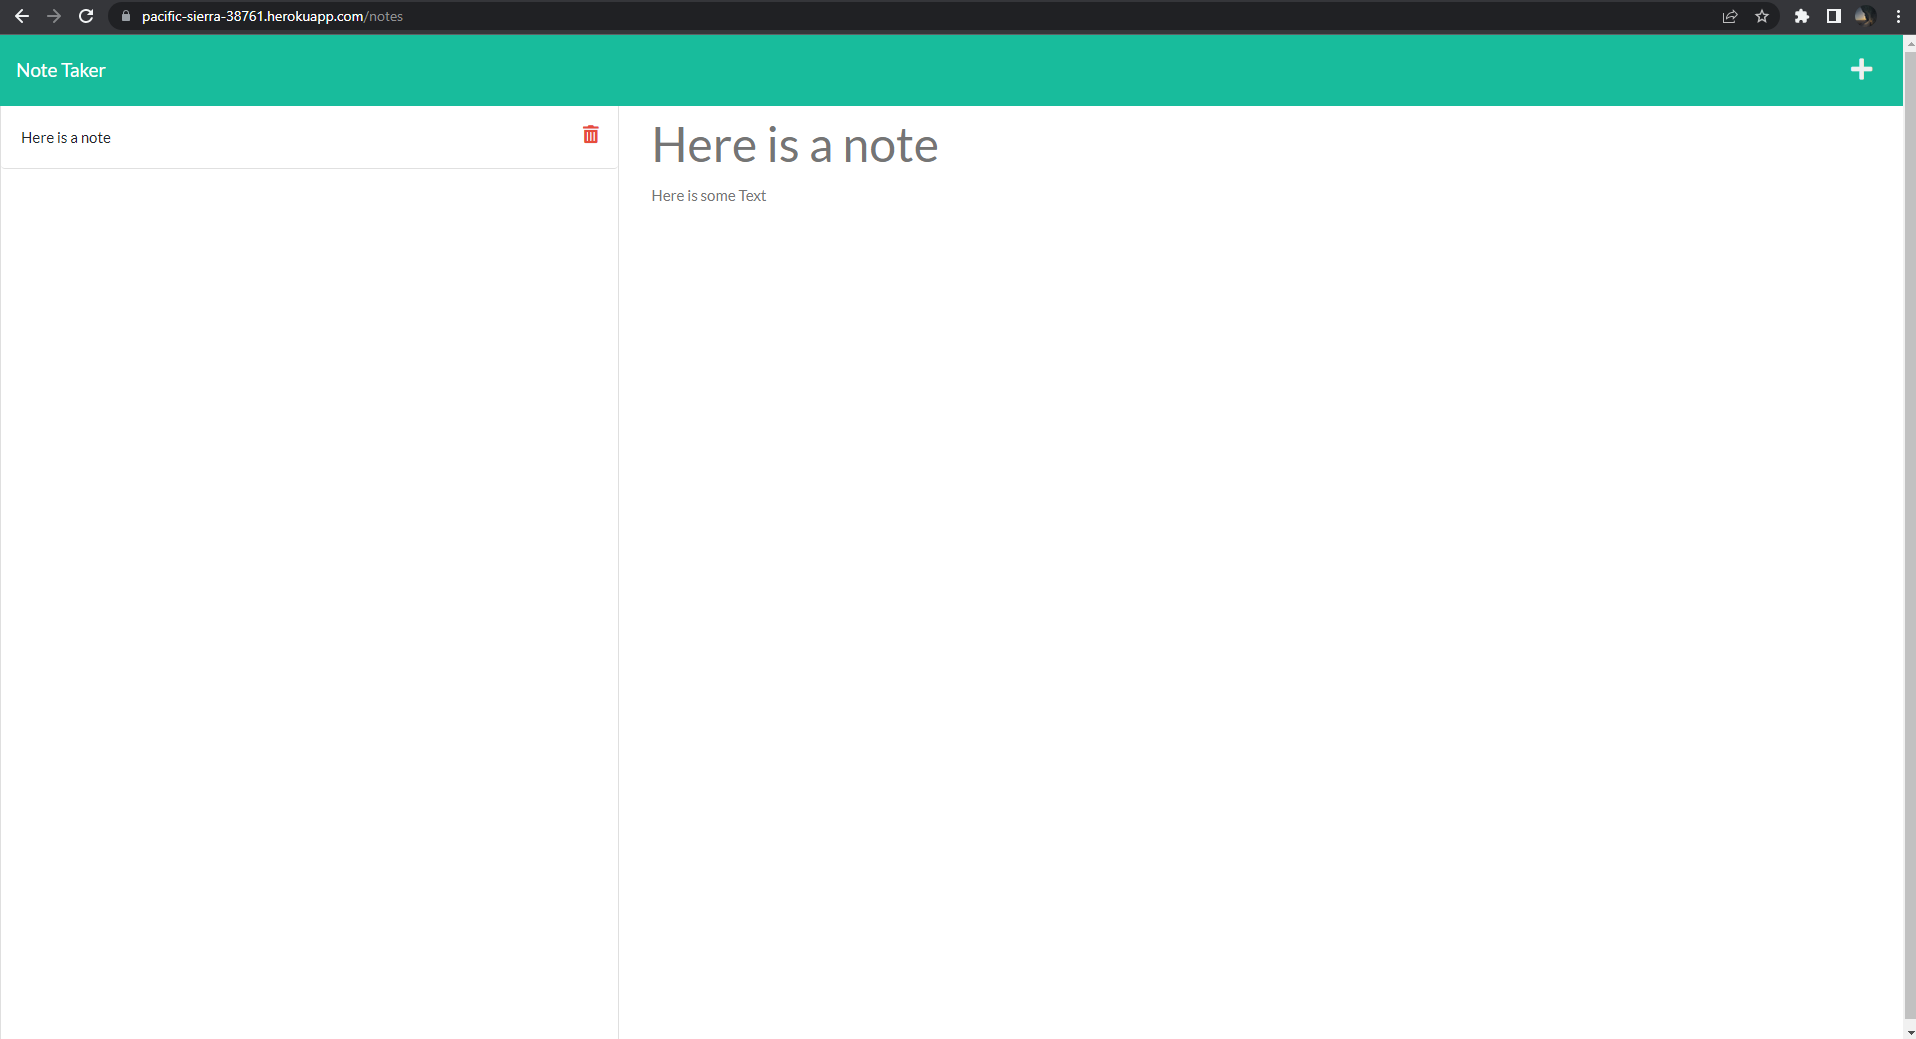 pacific-sierra-38761.herokuapp.com/notes
Note Taker
Here is a note
Here is a note
Here is some Text